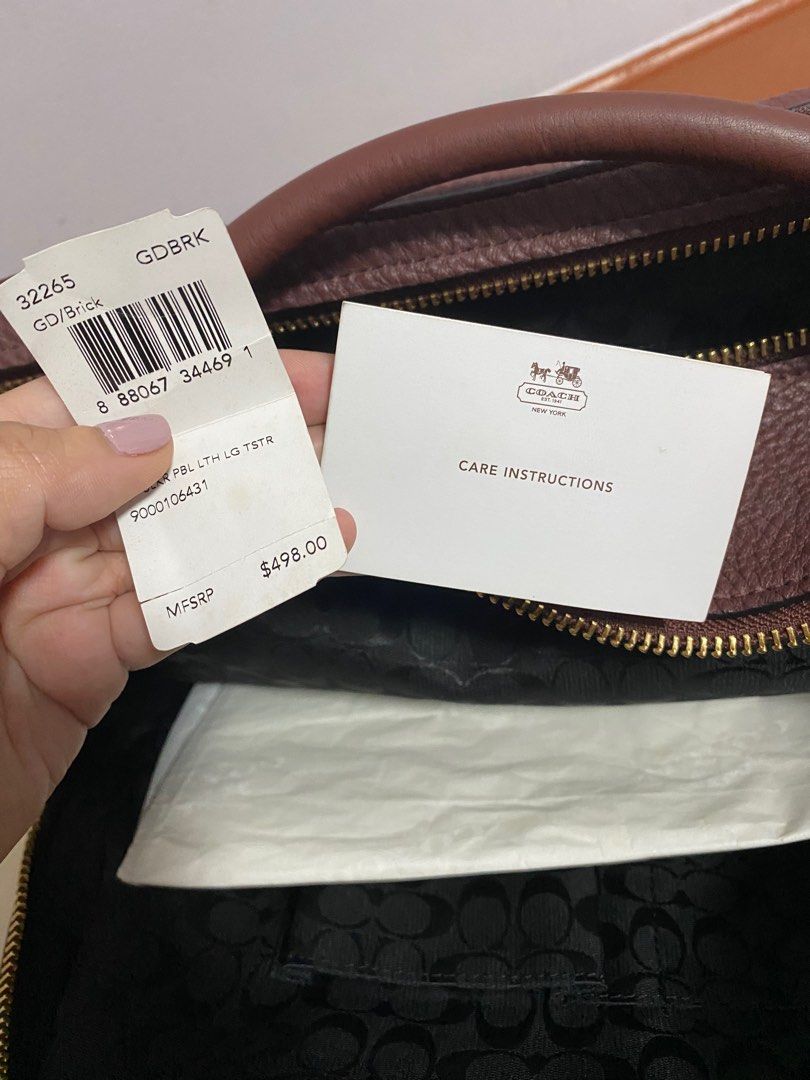 32265
GDBRK
GD/Brick
8 88067 34469 1
PBL LTH LG TSTR
9000106431
MFSRP
$498.00
COACH
EST. 1941
NEW YORK
CARE INSTRUCTIONS